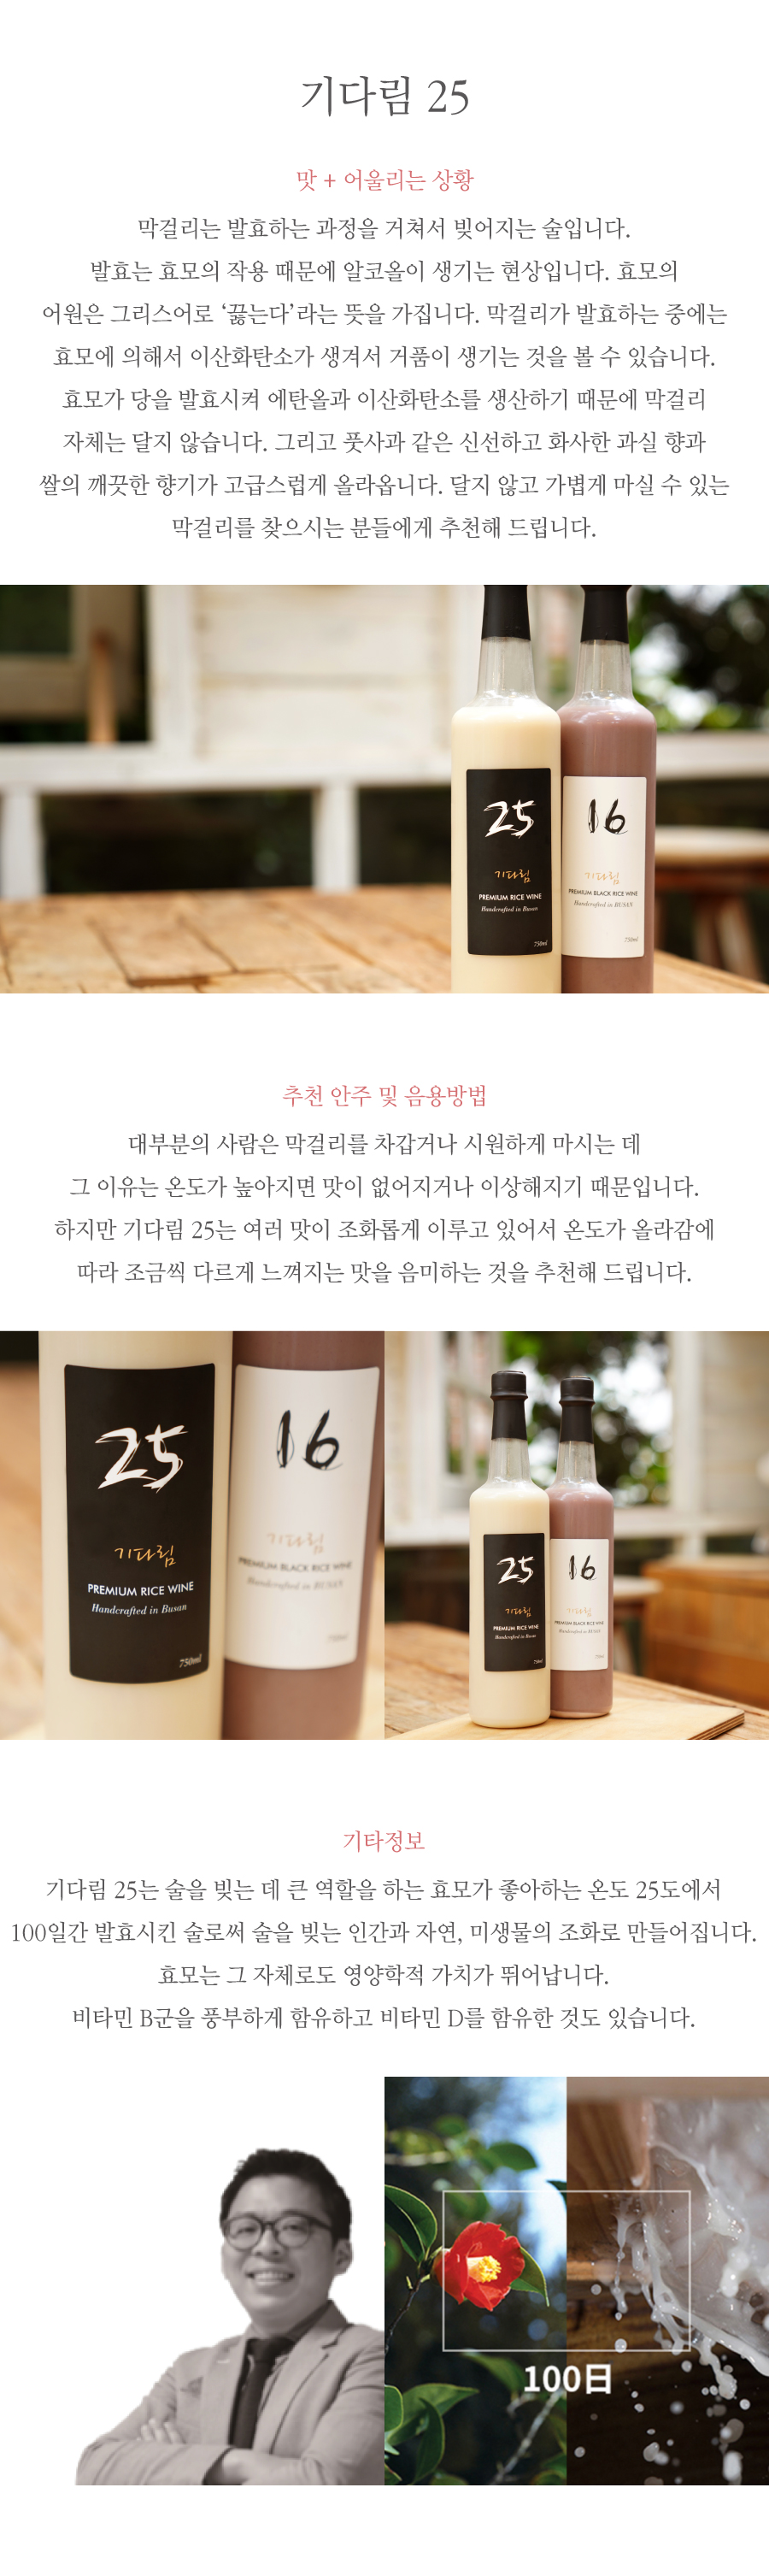 기다림 25
맛 + 어울리는 상황
막걸리는 발효하는 과정을 거쳐서 빚어지는 술입니다.
발효는 효모의 작용 때문에 알코올이 생기는 현상입니다. 효모의
어원은 그리스어로 ‘끓는다’라는 뜻을 가집니다. 막걸리가 발효하는 중에는
효모에 의해서 이산화탄소가 생겨서 거품이 생기는 것을 볼 수 있습니다.
효모가 당을 발효시켜 에탄올과 이산화탄소를 생산하기 때문에 막걸리
자체는 달지 않습니다. 그리고 풋사과 같은 신선하고 화사한 과실 향과
쌀의 깨끗한 향기가 고급스럽게 올라옵니다. 달지 않고 가볍게 마실 수 있는
막걸리를 찾으시는 분들에게 추천해 드립니다.
25
기다림
PREMIUM RICE WINE
Handcrafted in Busan
750ml
16
기다림
PREMIUM BLACK RICE WINE
Handcrafted in BUSAN
750ml
추천 안주 및 음용방법
대부분의 사람은 막걸리를 차갑거나 시원하게 마시는 데
그 이유는 온도가 높아지면 맛이 없어지거나 이상해지기 때문입니다.
하지만 기다림 25는 여러 맛이 조화롭게 이루고 있어서 온도가 올라감에
따라 조금씩 다르게 느껴지는 맛을 음미하는 것을 추천해 드립니다.
25
기다림
PREMIUM RICE WINE
Handcrafted in Busan
750ml
16
기다림
PREMIUM BLACK RICE WINE
Handcrafted in BUSAN
750ml
25
기다림
PREMIUM RICE WINE
Handcrafted in Busan
750ml
16
기다림
PREMIUM BLACK RICE WINE
Handcrafted in BUSAN
750ml
기타정보
기다림 25는 술을 빚는 데 큰 역할을 하는 효모가 좋아하는 온도 25도에서
100일간 발효시킨 술로써 술을 빚는 인간과 자연, 미생물의 조화로 만들어집니다.
효모는 그 자체로도 영양학적 가치가 뛰어납니다.
비타민 B군을 풍부하게 함유하고 비타민 D를 함유한 것도 있습니다.
100日